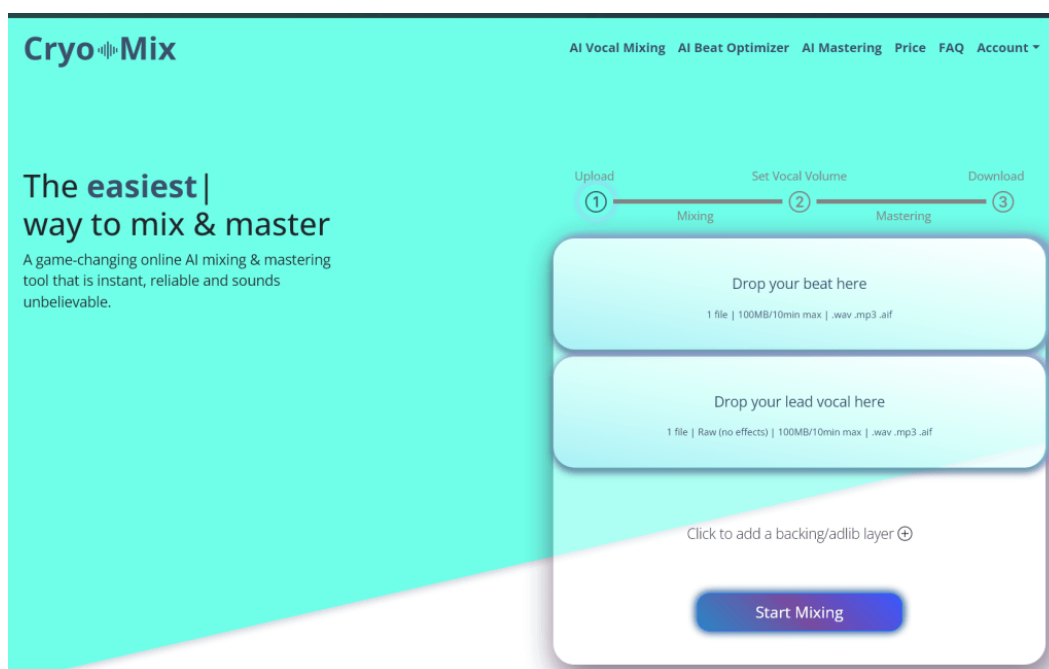 Cryo Mix
AI Vocal Mixing AI Beat Optimizer AI Mastering Price FAQ Account
The easiest|
way to mix & master
A game-changing online AI mixing & mastering
tool that is instant, reliable and sounds
unbelievable.
Upload Set Vocal Volume Download
1 2 3
Mixing Mastering
Drop your beat here
1 file | 100MB/10min max | .wav .mp3 .aif
Drop your lead vocal here
1 file | Raw (no effects) | 100MB/10min max | .wav .mp3 .aif
Click to add a backing/adlib layer
Start Mixing